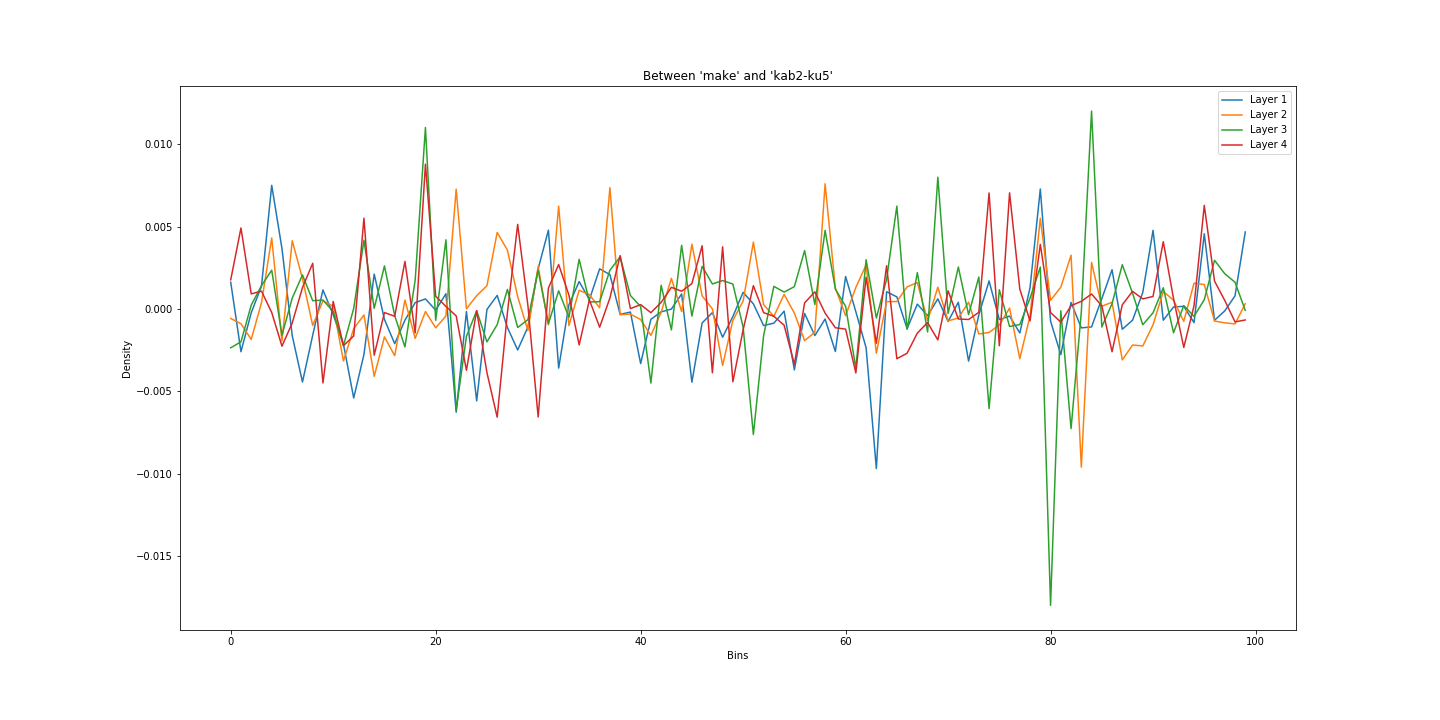 Between 'make' and 'kab2-ku5'
Layer 1
Layer 2
Layer 3
Layer 4
0.010
0.005
0.000
−0.005
−0.010
−0.015
Density
0 20 40 60 80 100
Bins